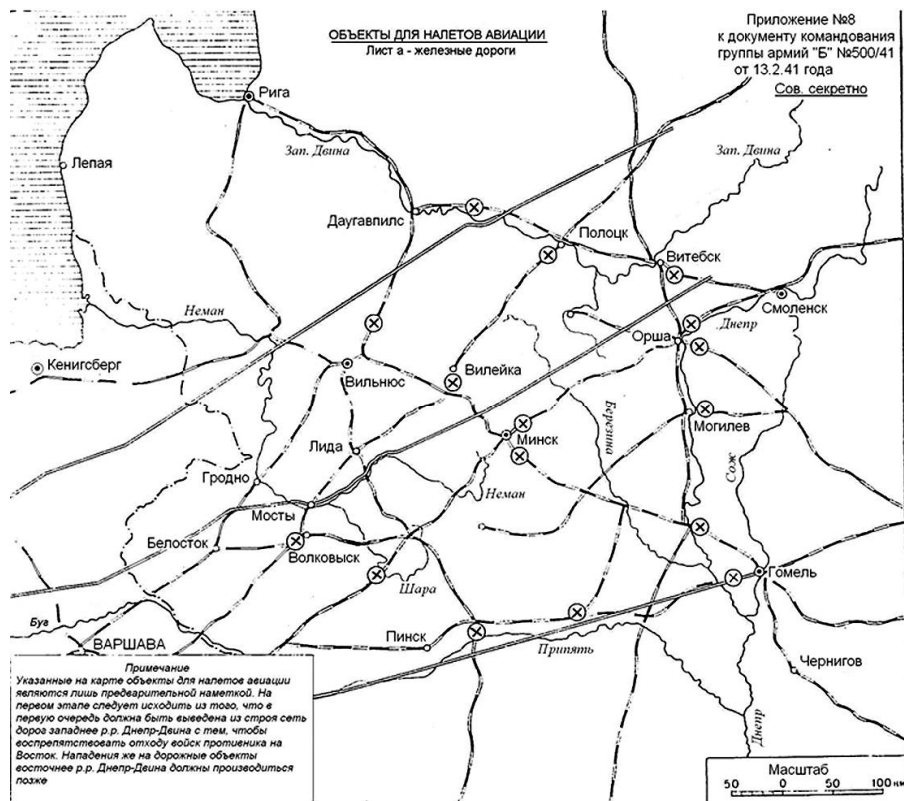 ОБЪЕКТЫ ДЛЯ НАЛЕТОВ АВИАЦИИ
Лист а - железные дороги
Приложение №8
к документу командования
группы армий "Б" №500/41
от 13.2.41 года
Сов. секретно
Рига
Лепая
Зап. Двина
Зап. Двина
Даугавпилс
Полоцк
Витебск
Неман
Смоленск
Днепр
Орша
Кенигсберг
Вильнюс
Вилейка
Березина
Могилев
Минск
Лида
Сож
Гродно
Неман
Мосты
Белосток
Волковыск
Гомель
Шара
Буг
ВАРШАВА
Пинск
Припять
Чернигов
Днепр
Примечание
Указанные на карте объекты для налетов авиации
являются лишь предварительной наметкой. На
первом этапе следует исходить из того, что в
первую очередь должна быть выведена из строя сеть
дорог западнее р.р. Днепр-Двина с тем, чтобы
воспрепятствовать отходу войск противника на
Восток. Нападения же на дорожные объекты
восточнее р.р. Днепр-Двина должны производиться
позже
Масштаб
50 0 50 100 км